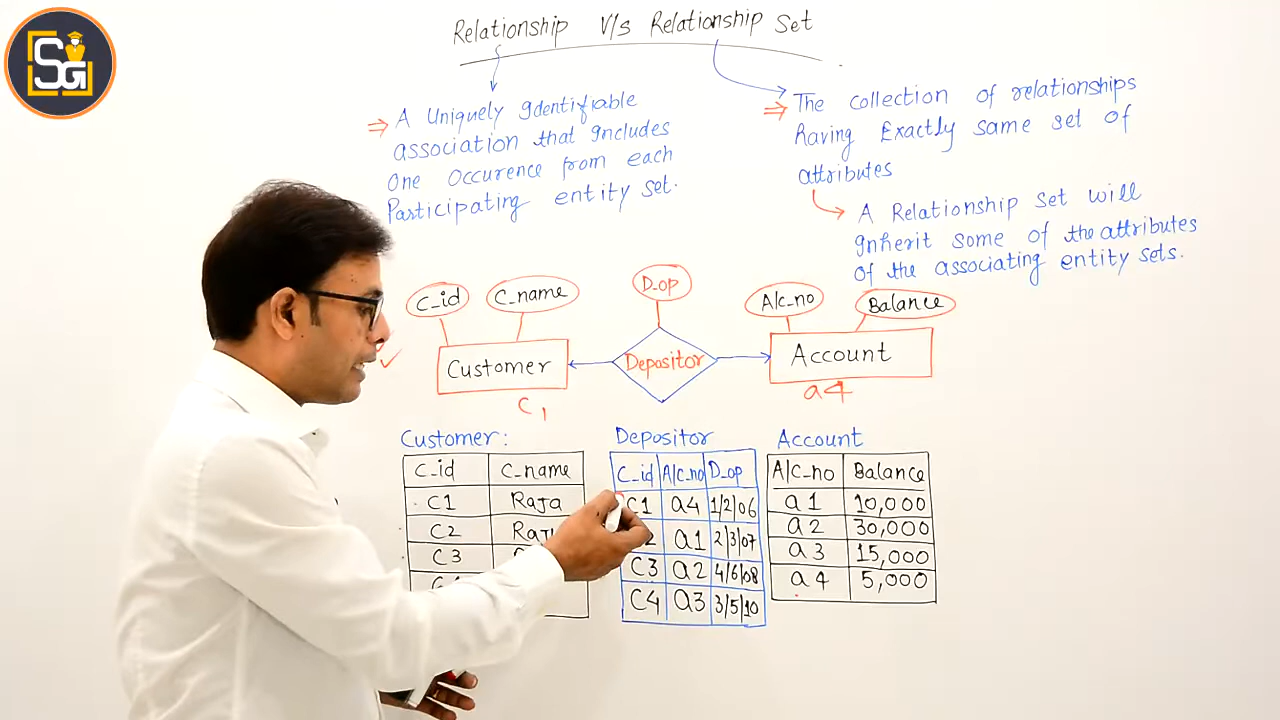 SG
Relationship V/s Relationship Set
⇒ A Uniquely Identifiable
association that Includes
One Occurence from each
Participating entity set.
⇒ The collection of relationships
Having Exactly same set of
attributes
A Relationship Set will
Inherit some of the attributes
of the associating entity sets.
C_id
C_name
D_op
A/c_no
Balance
Customer
Depositor
Account
C1
a4
Customer:
C_id C_name
C1 Raja
C2
C3
Depositor
C_id A/c_no D_op
C1 a4 1/2/06
2 a1 2/3/07
C3 a2 4/6/08
C4 a3 3/5/10
Account
A/c_no Balance
a1 10,000
a2 30,000
a3 15,000
a4 5,000